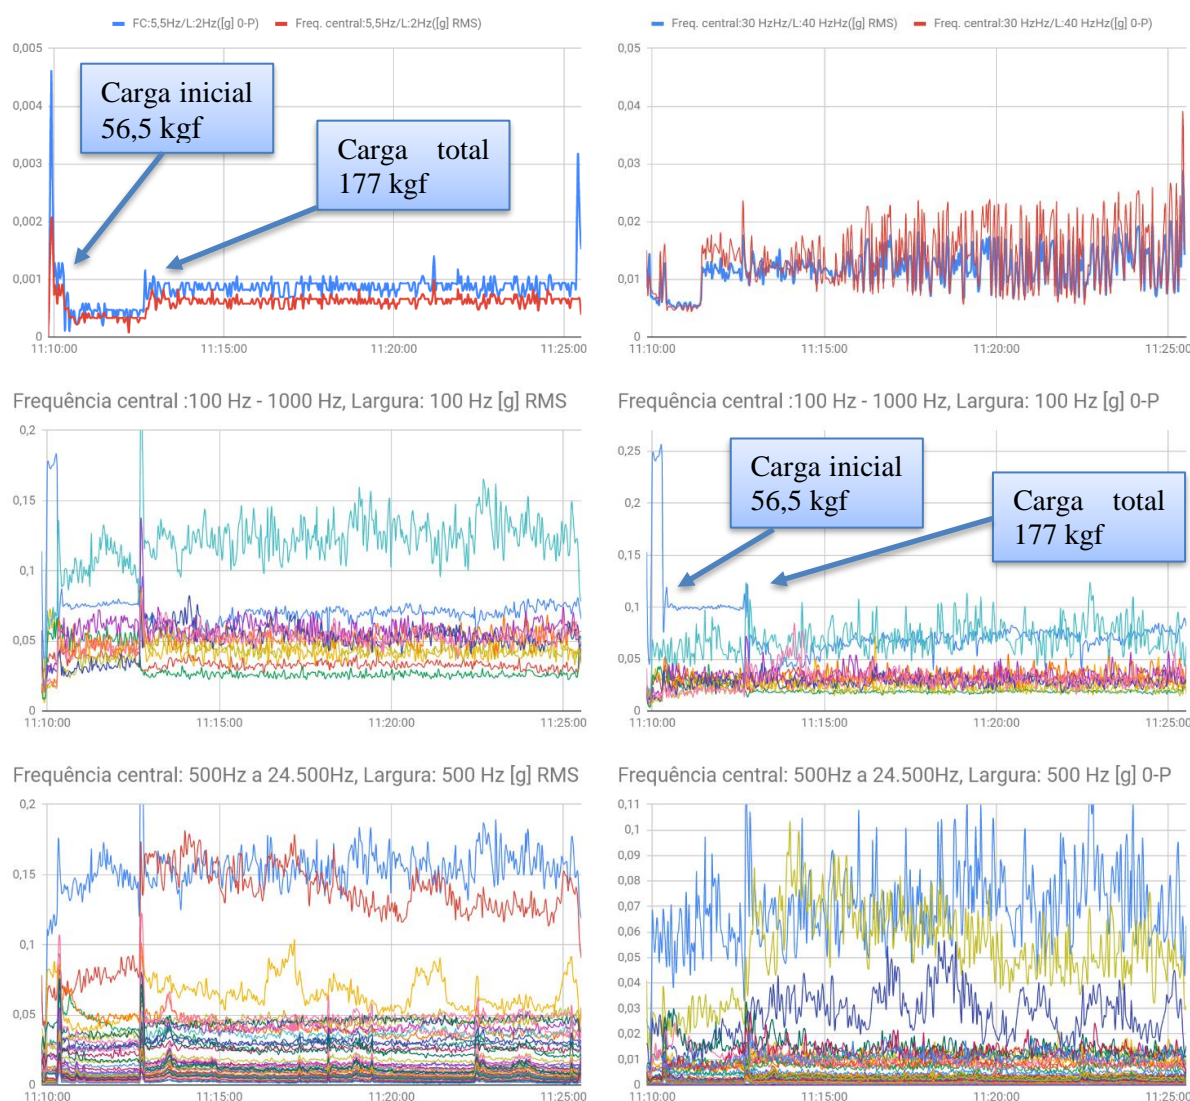 FC:5,5Hz/L:2Hz([g] 0-P) Freq. central:5,5Hz/L:2Hz([g] RMS)
0,005
0,004
0,003
0,002
0,001
0
11:10:00 11:15:00 11:20:00 11:25:00
Carga inicial
56,5 kgf
Carga total
177 kgf
Freq. central:30 HzHz/L:40 HzHz([g] RMS) Freq. central:30 HzHz/L:40 HzHz([g] 0-P)
0,05
0,04
0,03
0,02
0,01
0
11:10:00 11:15:00 11:20:00 11:25:00
Frequência central :100 Hz - 1000 Hz, Largura: 100 Hz [g] RMS
0,2
0,15
0,1
0,05
0
11:10:00 11:15:00 11:20:00 11:25:00
Frequência central :100 Hz - 1000 Hz, Largura: 100 Hz [g] 0-P
0,25
0,2
0,15
0,1
0,05
0
11:10:00 11:15:00 11:20:00 11:25:00
Carga inicial
56,5 kgf
Carga total
177 kgf
Frequência central: 500Hz a 24.500Hz, Largura: 500 Hz [g] RMS
0,2
0,15
0,1
0,05
0
11:10:00 11:15:00 11:20:00 11:25:00
Frequência central: 500Hz a 24.500Hz, Largura: 500 Hz [g] 0-P
0,11
0,1
0,09
0,08
0,07
0,06
0,05
0,04
0,03
0,02
0,01
0
11:10:00 11:15:00 11:20:00 11:25:00